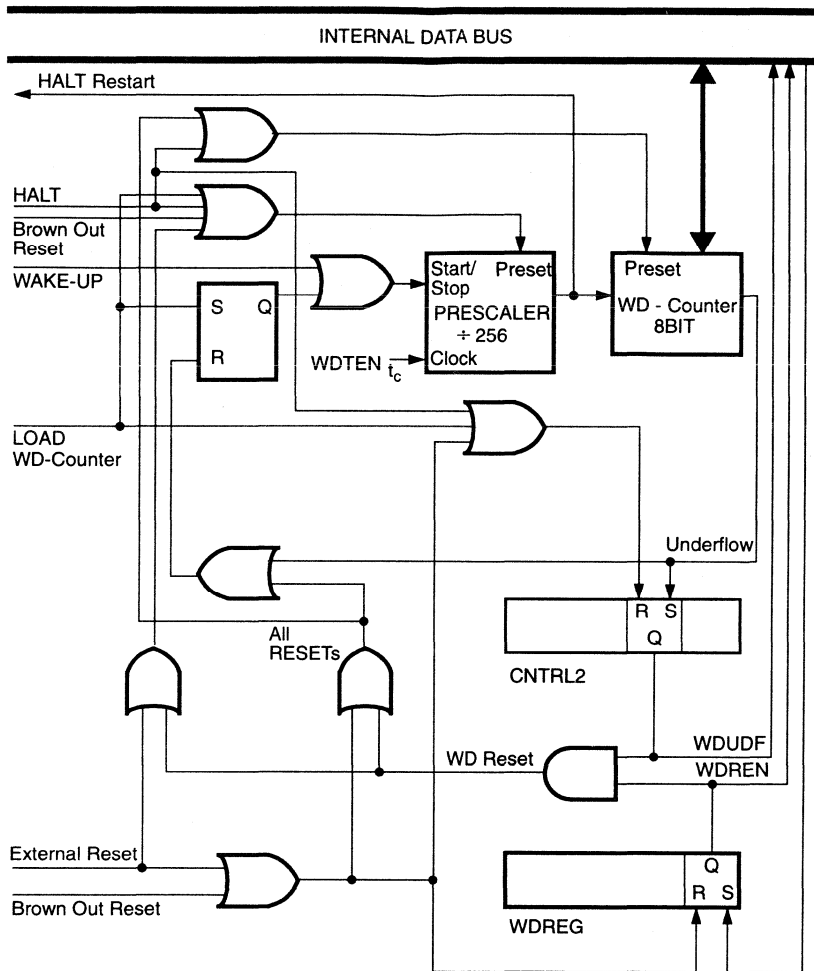 INTERNAL DATA BUS
HALT Restart
HALT
Brown Out
Reset
WAKE-UP
S Q
R
Start/
Stop
Preset
PRESCALER
÷ 256
Clock
WDTEN
tc
Preset
WD - Counter
8BIT
LOAD
WD-Counter
Underflow
R S
Q
CNTRL2
All
RESETs
WD Reset
WDUDF
WDREN
External Reset
Brown Out Reset
Q
R S
WDREG